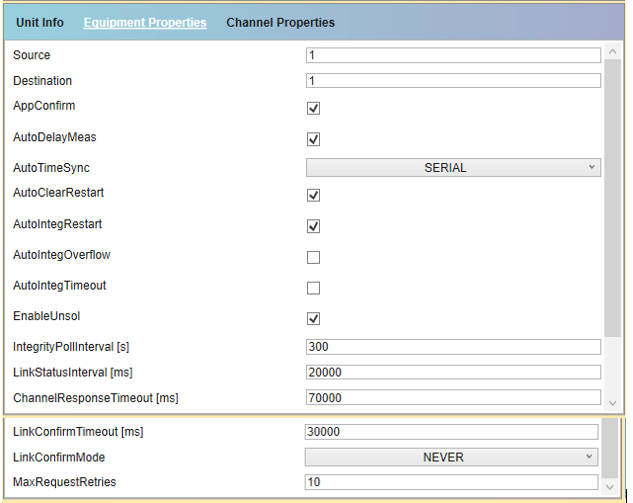 Unit Info Equipment Properties Channel Properties
Source 1
Destination 1
AppConfirm
AutoDelayMeas
AutoTimeSync SERIAL
AutoClearRestart
AutoIntegRestart
AutoIntegOverflow
AutoIntegTimeout
EnableUnsol
IntegrityPollInterval [s] 300
LinkStatusInterval [ms] 20000
ChannelResponseTimeout [ms] 70000
LinkConfirmTimeout [ms] 30000
LinkConfirmMode NEVER
MaxRequestRetries 10